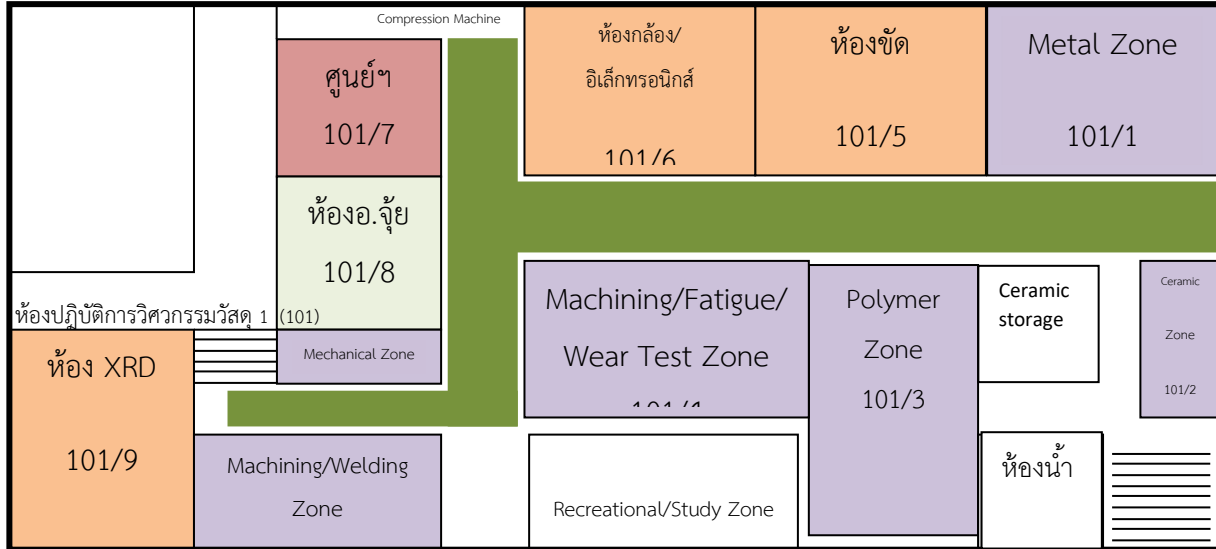 Compression Machine
ศูนย์ฯ
101/7
ห้องกล้อง/
อิเล็กทรอนิกส์
101/6
ห้องขัด
101/5
Metal Zone
101/1
ห้องอ.จุ้ย
101/8
ห้องปฏิบัติการวิศวกรรมวัสดุ 1 (101)
Mechanical Zone
ห้อง XRD
101/9
Machining/Welding
Zone
Machining/Fatigue/
Wear Test Zone
101/4
Polymer
Zone
101/3
Ceramic
storage
Ceramic
Zone
101/2
Recreational/Study Zone
ห้องน้ำ